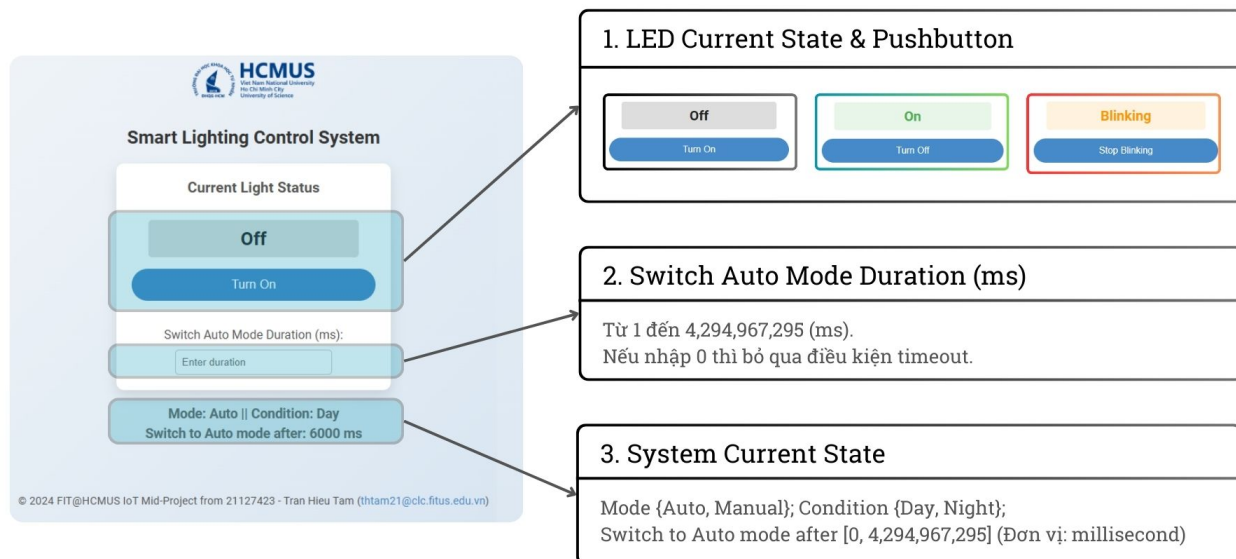 HCMUS
Viet Nam National University
Ho Chi Minh City
University of Science
Smart Lighting Control System
Current Light Status
Off
Turn On
Switch Auto Mode Duration (ms):
Enter duration
Mode: Auto || Condition: Day
Switch to Auto mode after: 6000 ms
© 2024 FIT@HCMUS IoT Mid-Project from 21127423 - Tran Hieu Tam (thtam21@clc.fitus.edu.vn)
1. LED Current State & Pushbutton
Off
Turn On
On
Turn Off
Blinking
Stop Blinking
2. Switch Auto Mode Duration (ms)
Từ 1 đến 4,294,967,295 (ms).
Nếu nhập 0 thì bỏ qua điều kiện timeout.
3. System Current State
Mode {Auto, Manual}; Condition {Day, Night};
Switch to Auto mode after [0, 4,294,967,295] (Đơn vị: millisecond)